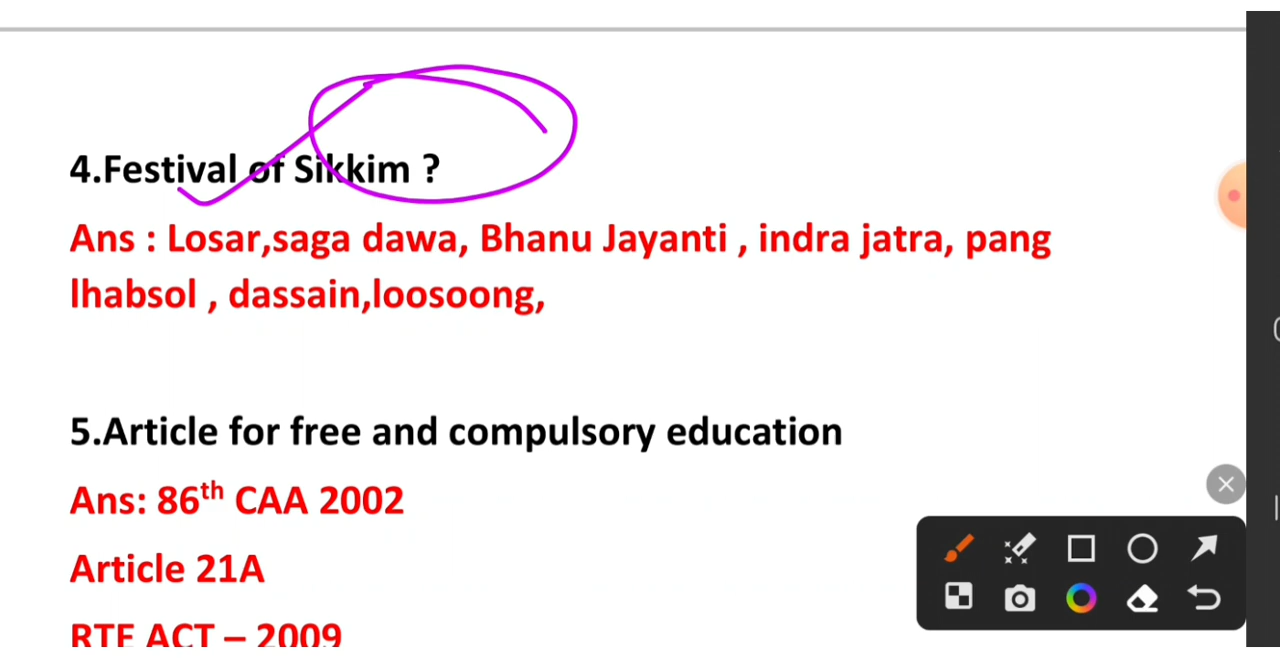 4.Festival of Sikkim ?
Ans : Losar,saga dawa, Bhanu Jayanti , indra jatra, pang
lhabsol , dassain,loosoong,
5.Article for free and compulsory education
Ans: 86th CAA 2002
Article 21A
RTE ACT – 2009